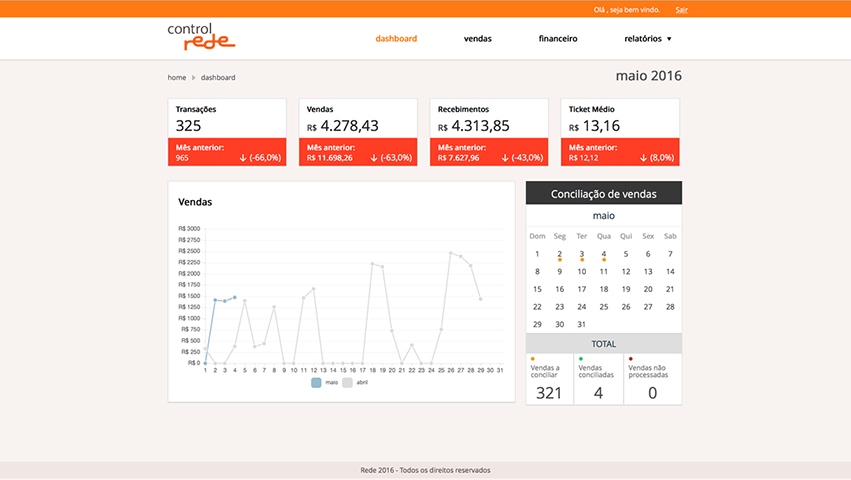 Olá , seja bem vindo. Sair
control
rede
dashboard vendas financeiro relatórios
home dashboard
maio 2016
Transações
325
Mês anterior:
965 (-66,0%)
Vendas
R$ 4.278,43
Mês anterior:
R$ 11.698,26 (-63,0%)
Recebimentos
R$ 4.313,85
Mês anterior:
R$ 7.627,96 (-43,0%)
Ticket Médio
R$ 13,16
Mês anterior:
R$ 12,12 (8,0%)
Vendas
R$ 3000
R$ 2750
R$ 2500
R$ 2250
R$ 2000
R$ 1750
R$ 1500
R$ 1250
R$ 1000
R$ 750
R$ 500
R$ 250
R$ 0
1 2 3 4 5 6 7 8 9 10 11 12 13 14 15 16 17 18 19 20 21 22 23 24 25 26 27 28 29 30 31
maio abril
Conciliação de vendas
maio
Dom Seg Ter Qua Qui Sex Sab
1 2 3 4 5 6 7
8 9 10 11 12 13 14
15 16 17 18 19 20 21
22 23 24 25 26 27 28
29 30 31
TOTAL
Vendas a
conciliar
321
Vendas
conciliadas
4
Vendas não
processadas
0
Rede 2016 - Todos os direitos reservados